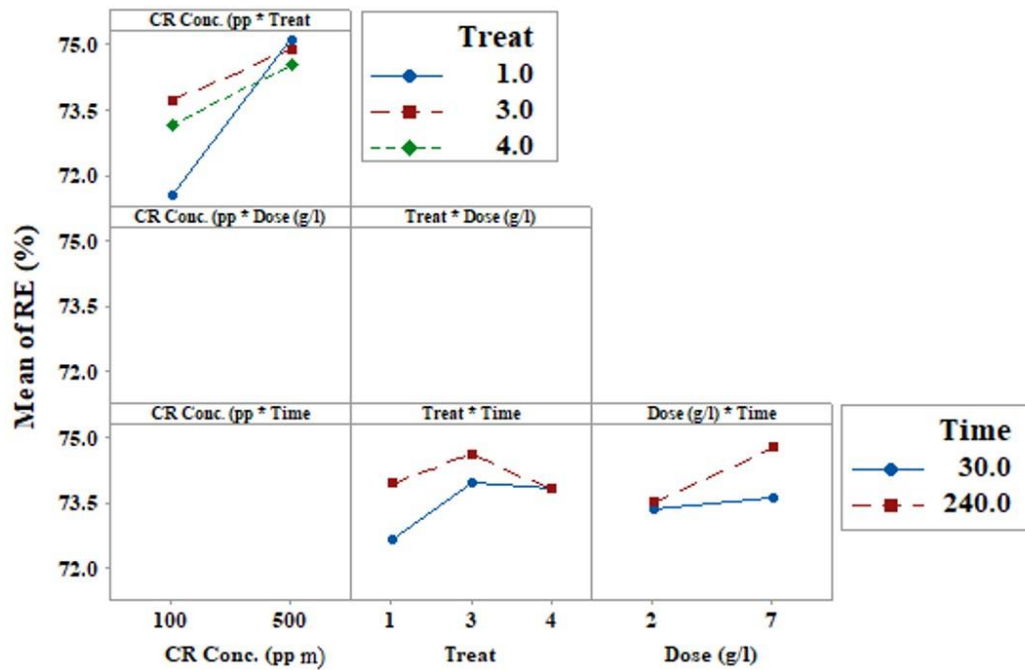 CR Conc. (pp * Treat
Treat
1.0
3.0
4.0
75.0
73.5
72.0
CR Conc. (pp * Dose (g/l)
Treat * Dose (g/l)
75.0
73.5
72.0
Mean of RE (%)
CR Conc. (pp * Time
Treat * Time
Dose (g/l) * Time
Time
30.0
240.0
75.0
73.5
72.0
100 500 1 3 4 2 7
CR Conc. (pp m) Treat Dose (g/l)